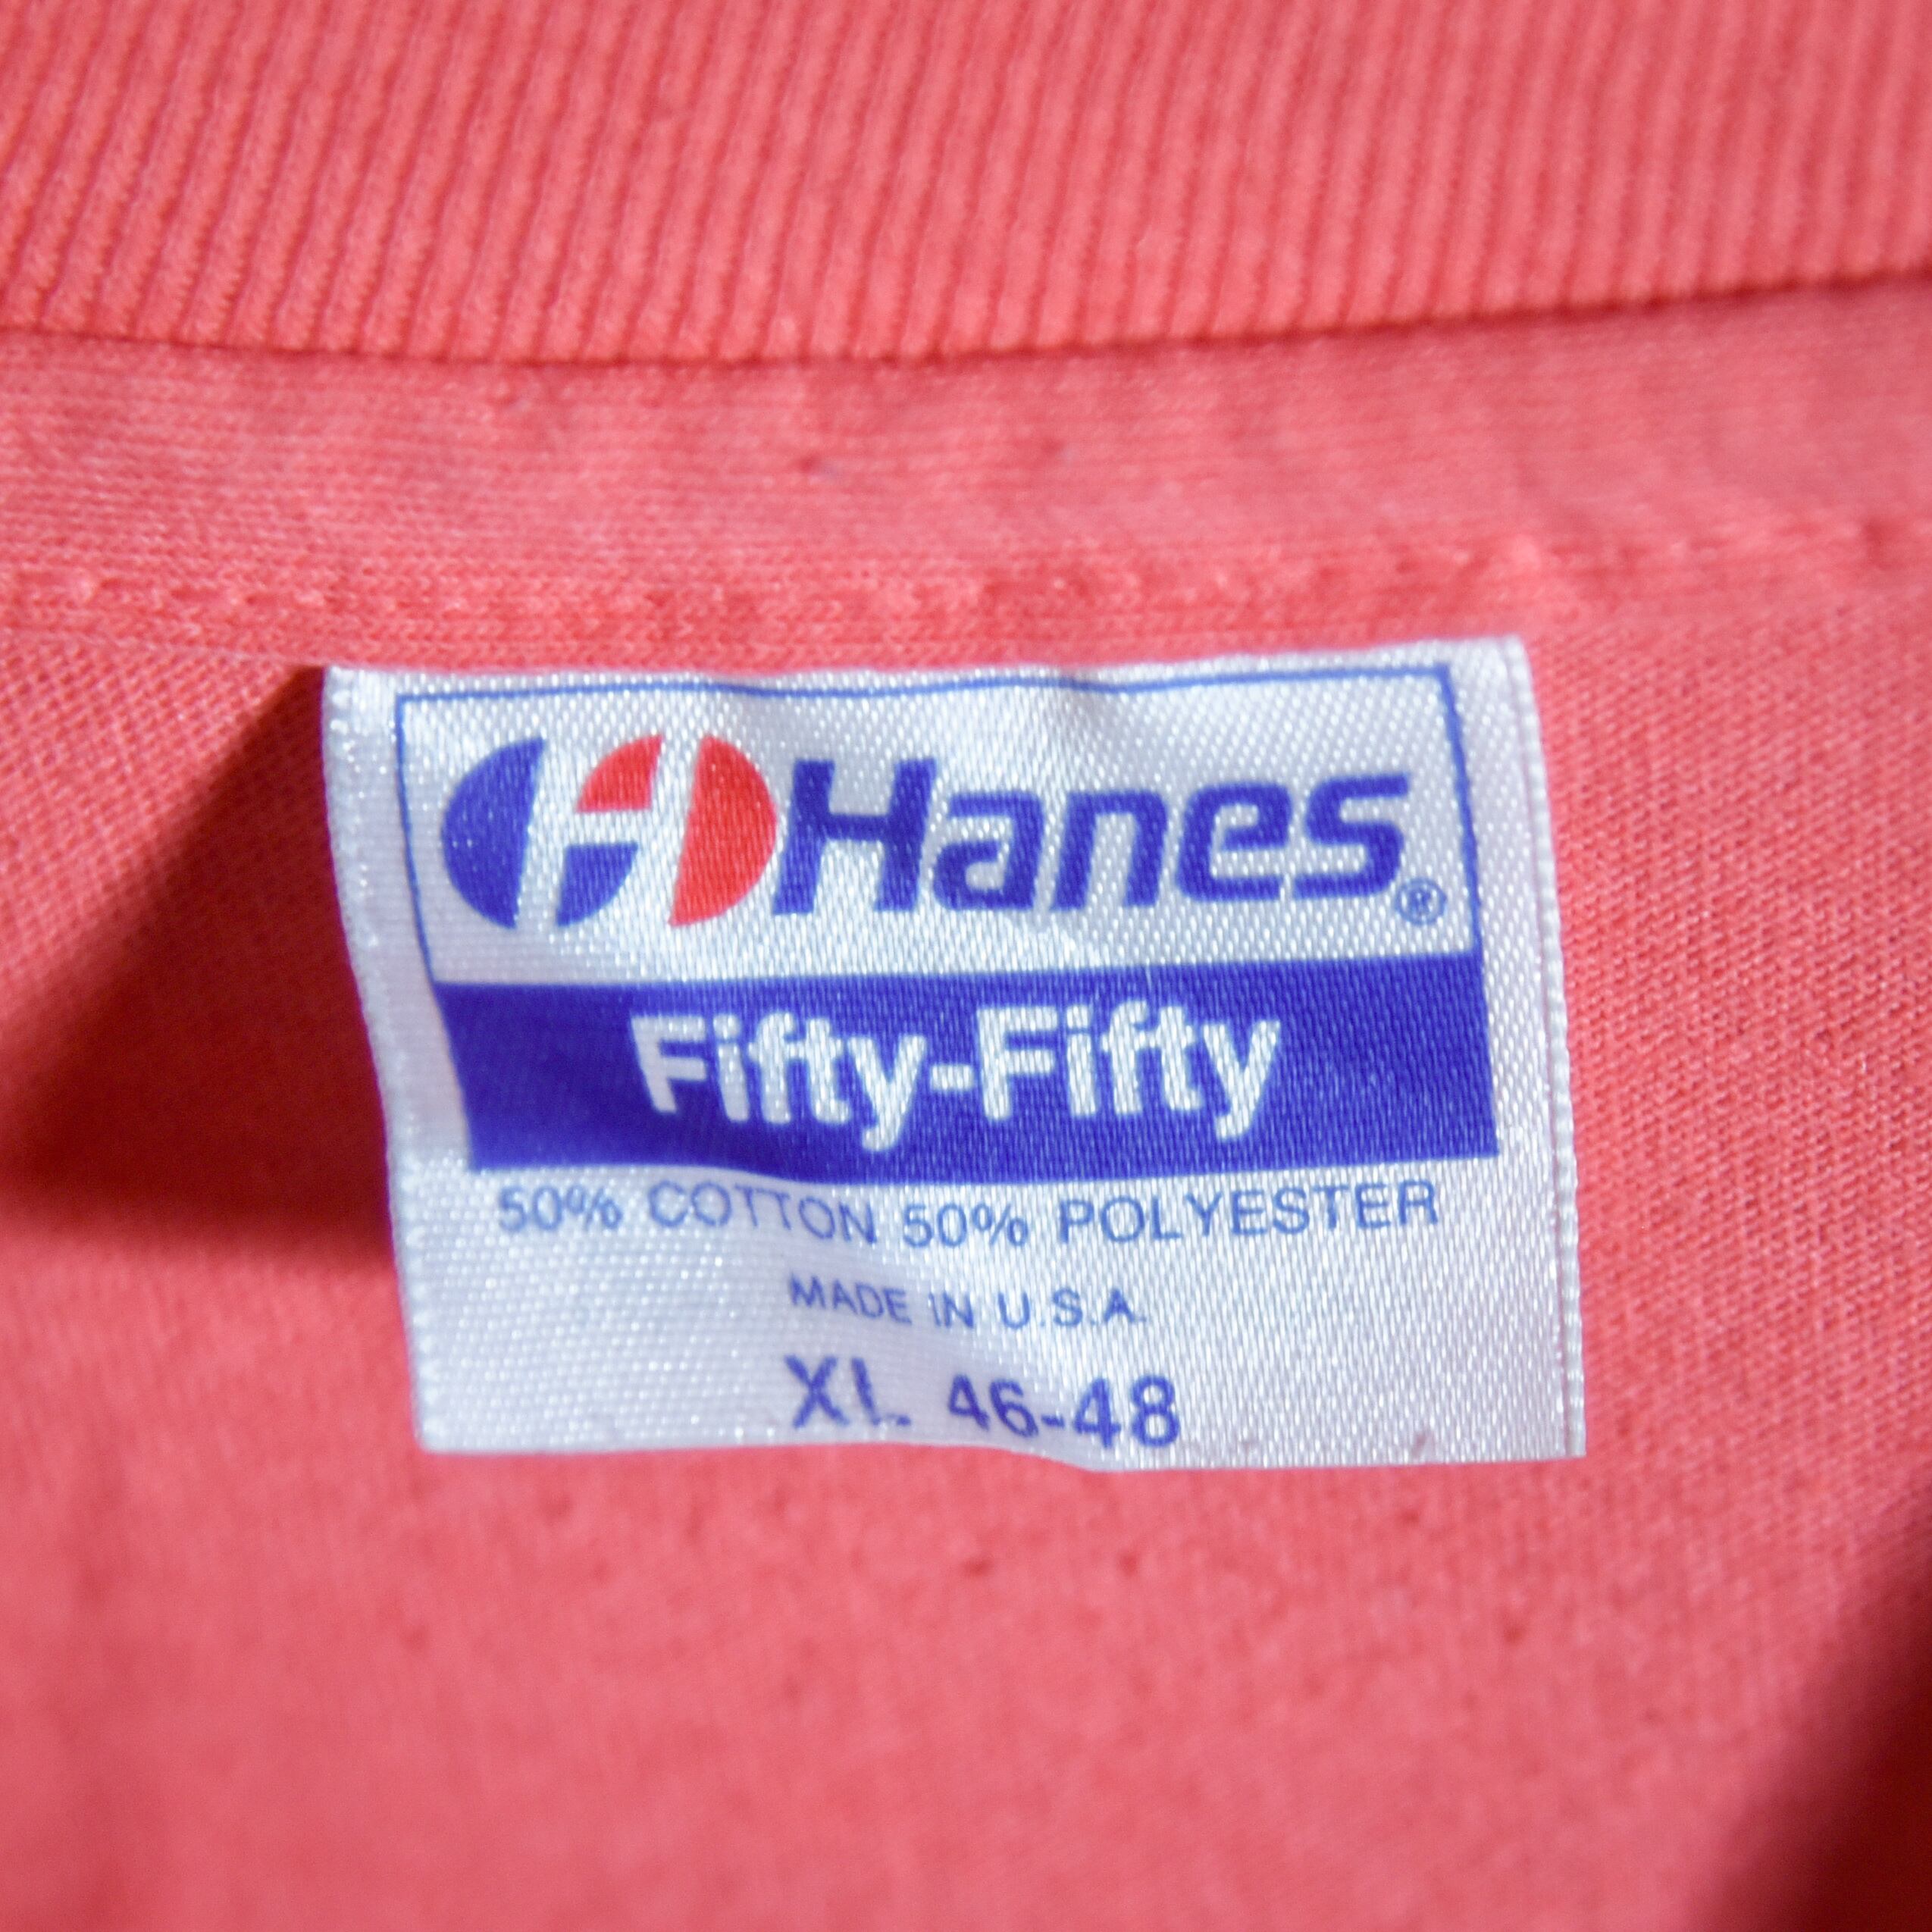 Hanes®
Fifty-Fifty
50% COTTON 50% POLYESTER
MADE IN U.S.A.
XL 46-48